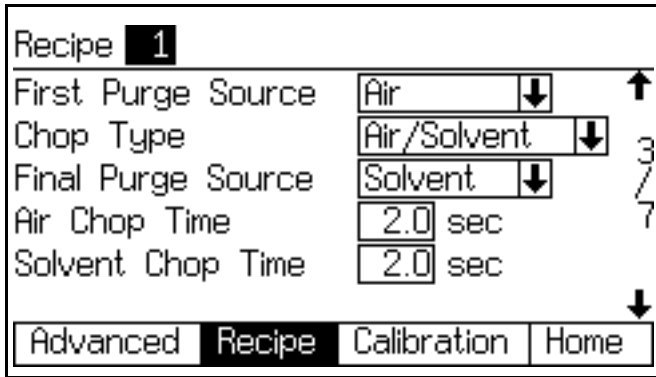 Recipe 1
First Purge Source Air
Chop Type Air/Solvent
Final Purge Source Solvent
Air Chop Time 2.0 sec
Solvent Chop Time 2.0 sec
3/7
Advanced Recipe Calibration Home